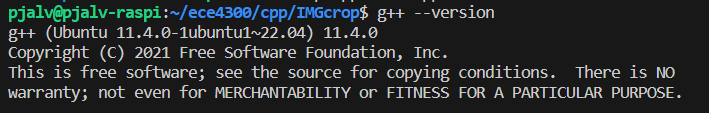 pjalv@pjalv-raspi:~/ece4300/cpp/IMGcrop$ g++ --version
g++ (Ubuntu 11.4.0-1ubuntu1~22.04) 11.4.0
Copyright (C) 2021 Free Software Foundation, Inc.
This is free software; see the source for copying conditions.  There is NO
warranty; not even for MERCHANTABILITY or FITNESS FOR A PARTICULAR PURPOSE.